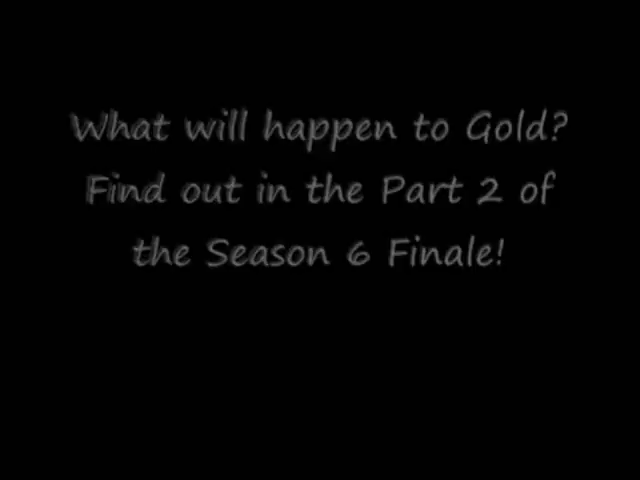 What will happen to Gold?
Find out in the Part 2 of
the Season 6 Finale!